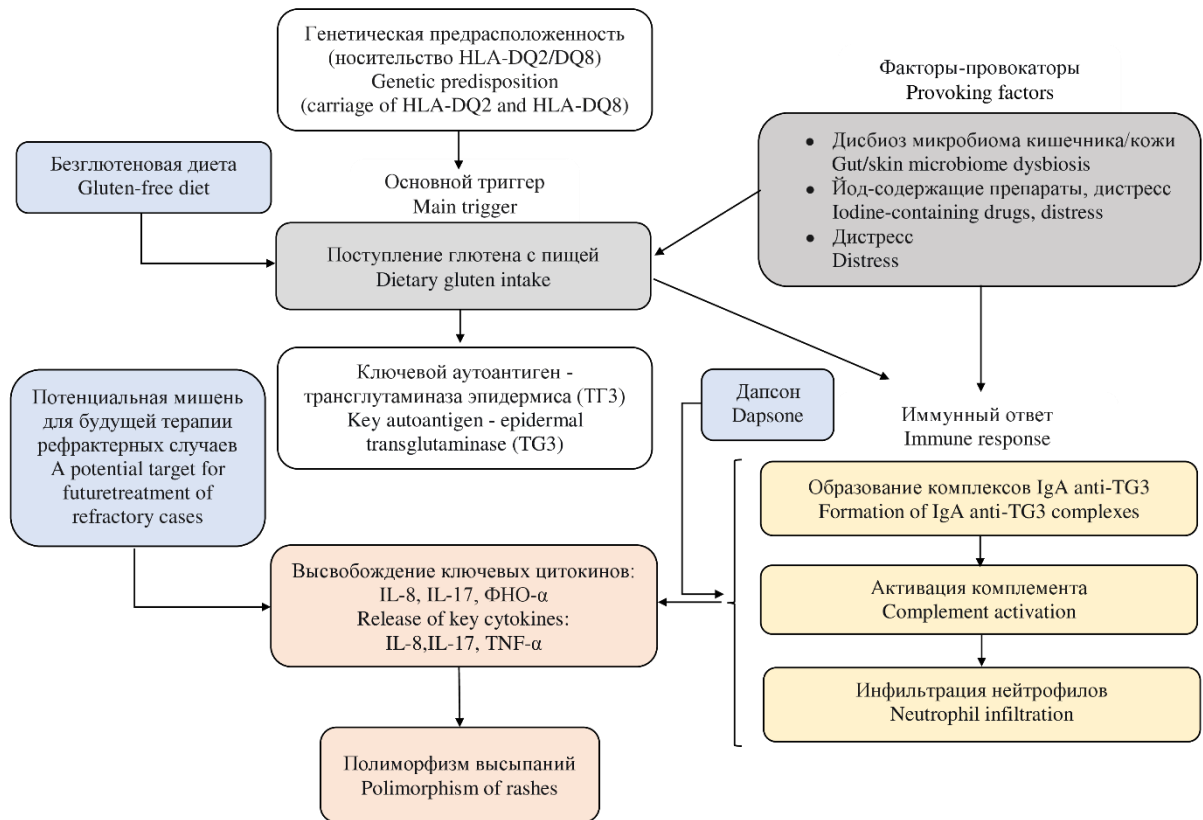 Генетическая предрасположенность
(носительство HLA-DQ2/DQ8)
Genetic predisposition
(carriage of HLA-DQ2 and HLA-DQ8)
Факторы-провокаторы
Provoking factors
Безглютеновая диета
Gluten-free diet
Основной триггер
Main trigger
• Дисбиоз микробиома кишечника/кожи
Gut/skin microbiome dysbiosis
• Йод-содержащие препараты, дистресс
Iodine-containing drugs, distress
• Дистресс
Distress
Поступление глютена с пищей
Dietary gluten intake
Ключевой аутоантиген -
трансглутаминаза эпидермиса (ТГ3)
Key autoantigen - epidermal
transglutaminase (TG3)
Потенциальная мишень
для будущей терапии
рефрактерных случаев
A potential target for
futuretreatment of
refractory cases
Дапсон
Dapsone
Иммунный ответ
Immune response
Образование комплексов IgA anti-TG3
Formation of IgA anti-TG3 complexes
Высвобождение ключевых цитокинов:
IL-8, IL-17, ФНО-α
Release of key cytokines:
IL-8,IL-17, TNF-α
Активация комплемента
Complement activation
Инфильтрация нейтрофилов
Neutrophil infiltration
Полиморфизм высыпаний
Polimorphism of rashes